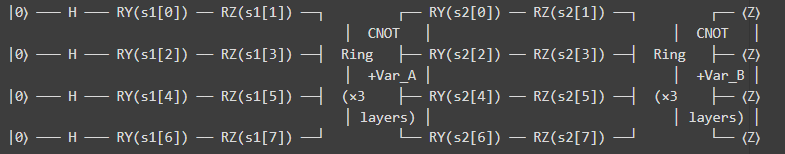 |0⟩ ─── H ─── RY(s1[0]) ── RZ(s1[1]) ──┐         ┌── RY(s2[0]) ── RZ(s2[1]) ──┐         ┌── ⟨Z⟩
│  CNOT   │                            │  CNOT   │
|0⟩ ─── H ─── RY(s1[2]) ── RZ(s1[3]) ──┤  Ring   ├── RY(s2[2]) ── RZ(s2[3]) ──┤  Ring   ├── ⟨Z⟩
│  +Var_A │                            │  +Var_B │
|0⟩ ─── H ─── RY(s1[4]) ── RZ(s1[5]) ──┤  (×3    ├── RY(s2[4]) ── RZ(s2[5]) ──┤  (×3    ├── ⟨Z⟩
│ layers) │                            │ layers) │
|0⟩ ─── H ─── RY(s1[6]) ── RZ(s1[7]) ──┘         └── RY(s2[6]) ── RZ(s2[7]) ──┘         └── ⟨Z⟩